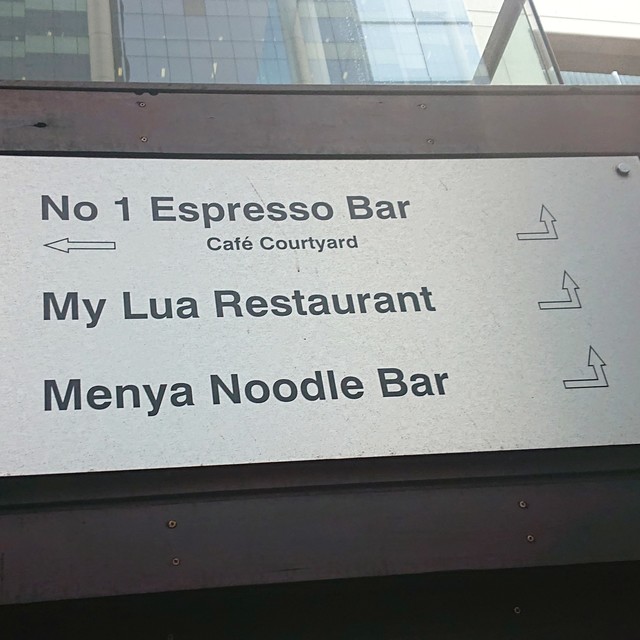 No 1 Espresso Bar
Café Courtyard
My Lua Restaurant
Menya Noodle Bar